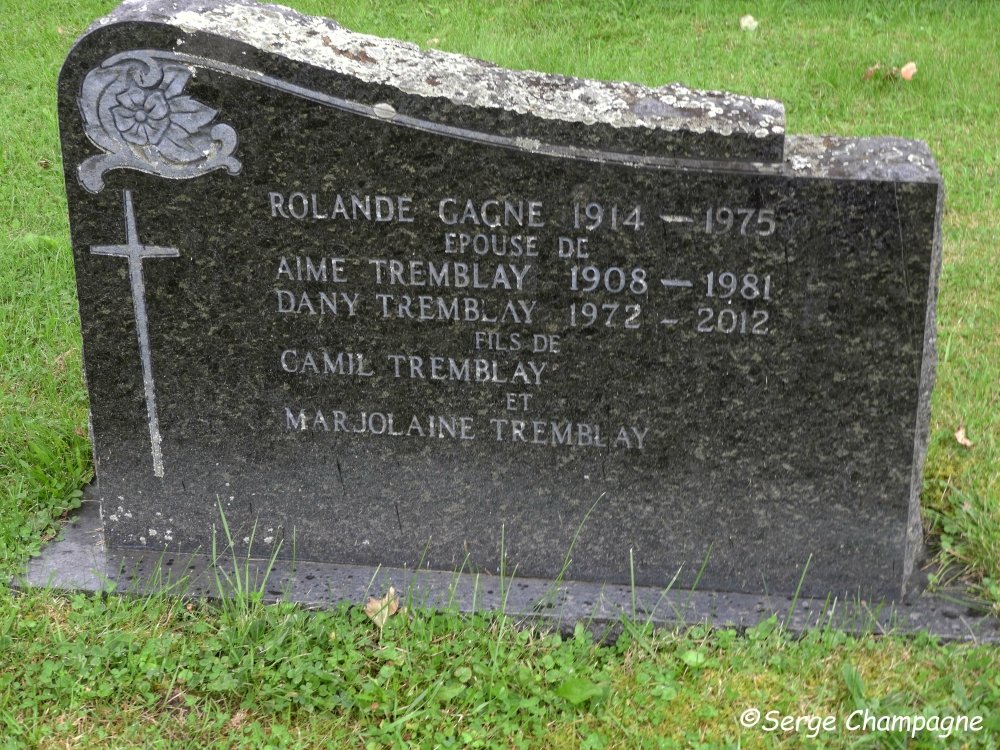 ROLANDE GAGNE 1914 - 1975
EPOUSE DE
AIME TREMBLAY 1908 - 1981
DANY TREMBLAY 1972 - 2012
FILS DE
CAMIL TREMBLAY
ET
MARJOLAINE TREMBLAY
©Serge Champagne